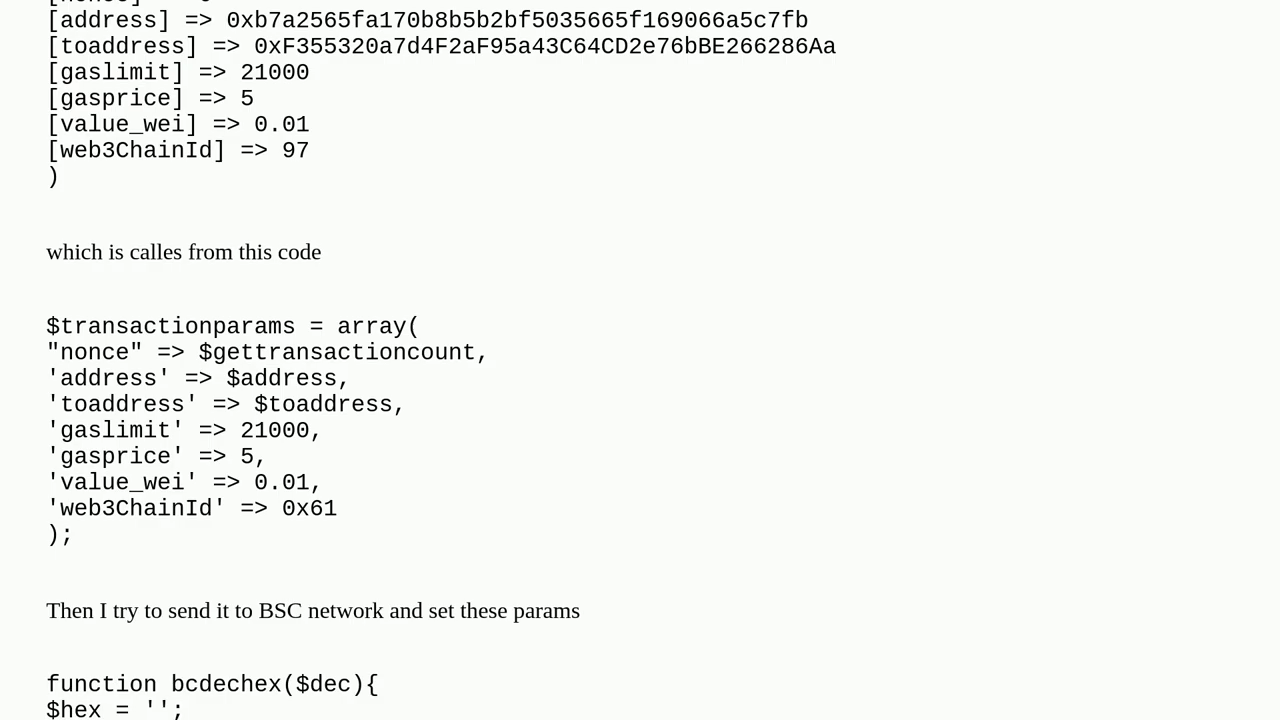 [address] => 0xb7a2565fa170b8b5b2bf5035665f169066a5c7fb
[toaddress] => 0xF355320a7d4F2aF95a43C64CD2e76bBE266286Aa
[gaslimit] => 21000
[gasprice] => 5
[value_wei] => 0.01
[web3ChainId] => 97
)
which is calles from this code
$transactionparams = array(
"nonce" => $gettransactioncount,
'address' => $address,
'toaddress' => $toaddress,
'gaslimit' => 21000,
'gasprice' => 5,
'value_wei' => 0.01,
'web3ChainId' => 0x61
);
Then I try to send it to BSC network and set these params
function bcdechex($dec){
$hex = '';